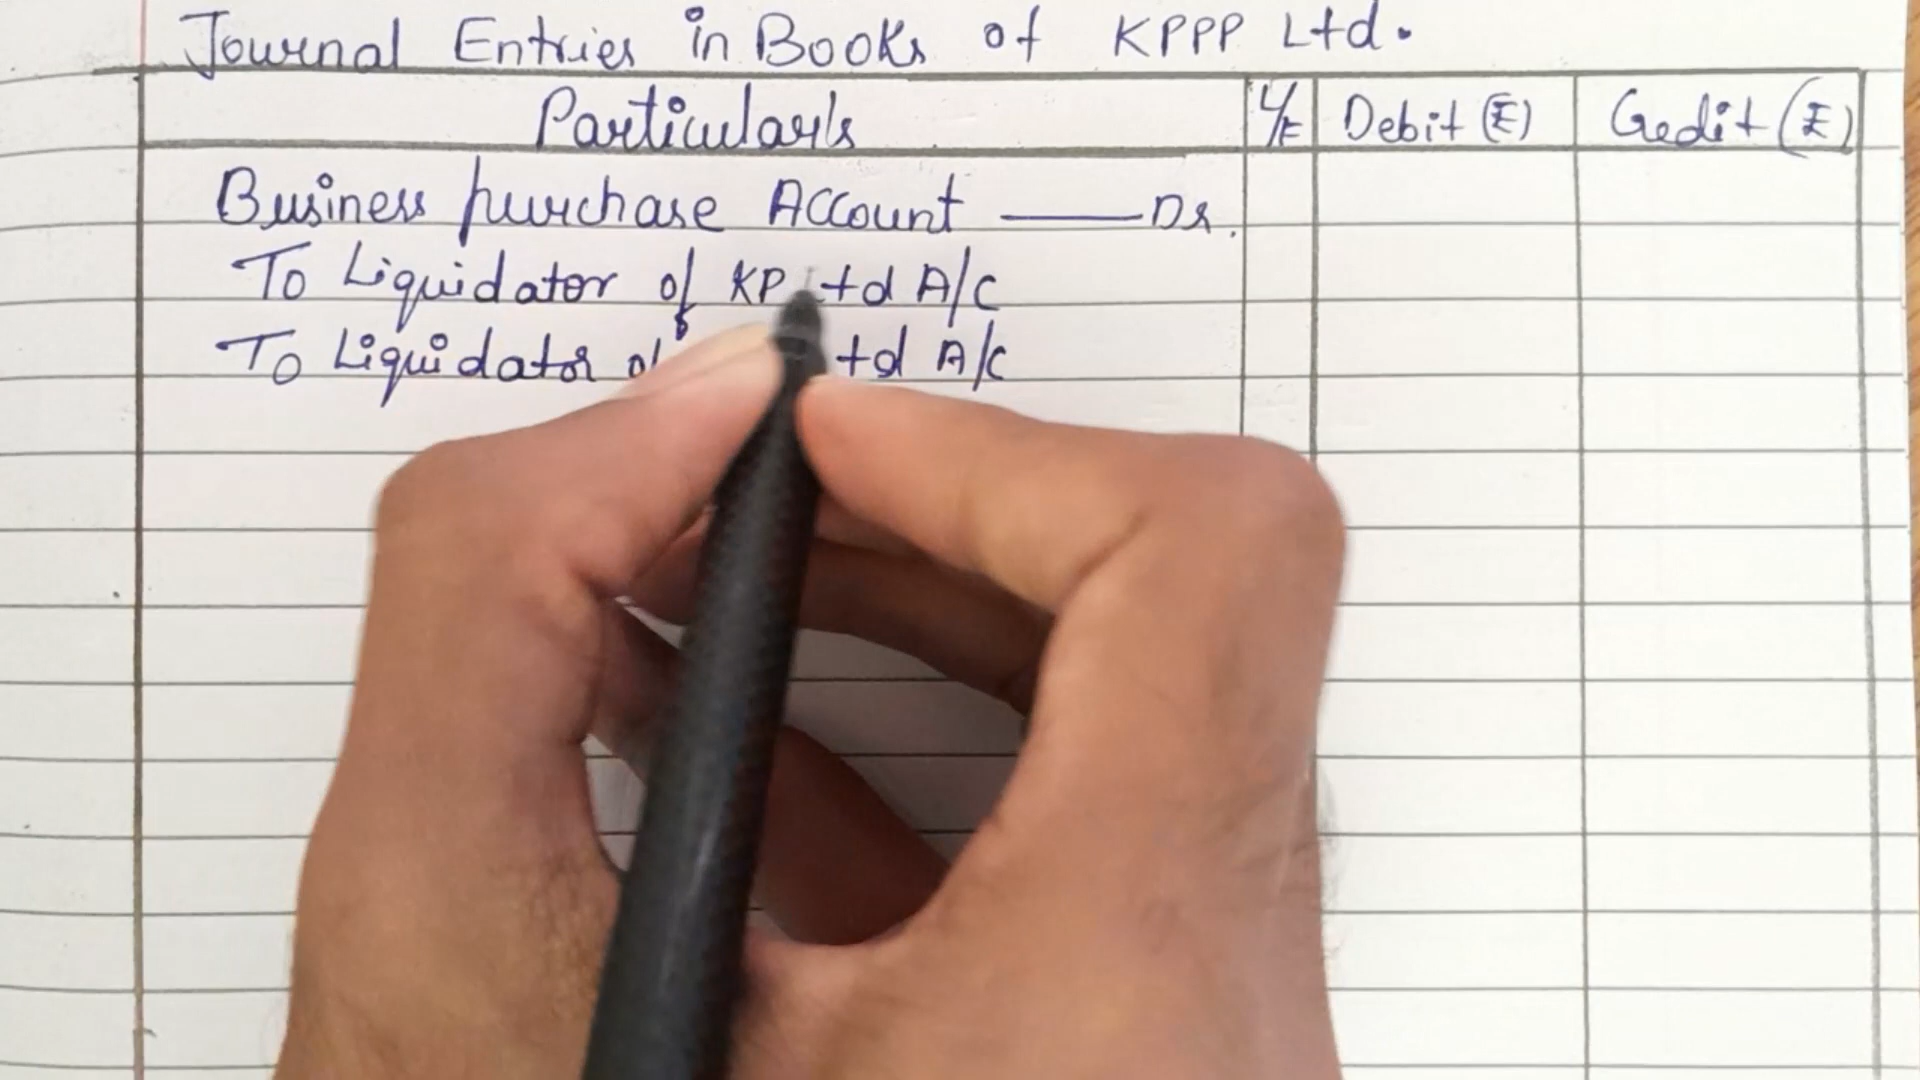 Journal Entries in Books of KPPP Ltd.
Particulars L/F Debit (₹) Credit (₹)
Business purchase Account —— Dr.
To Liquidator of KP Ltd A/C
To Liquidator of A/C